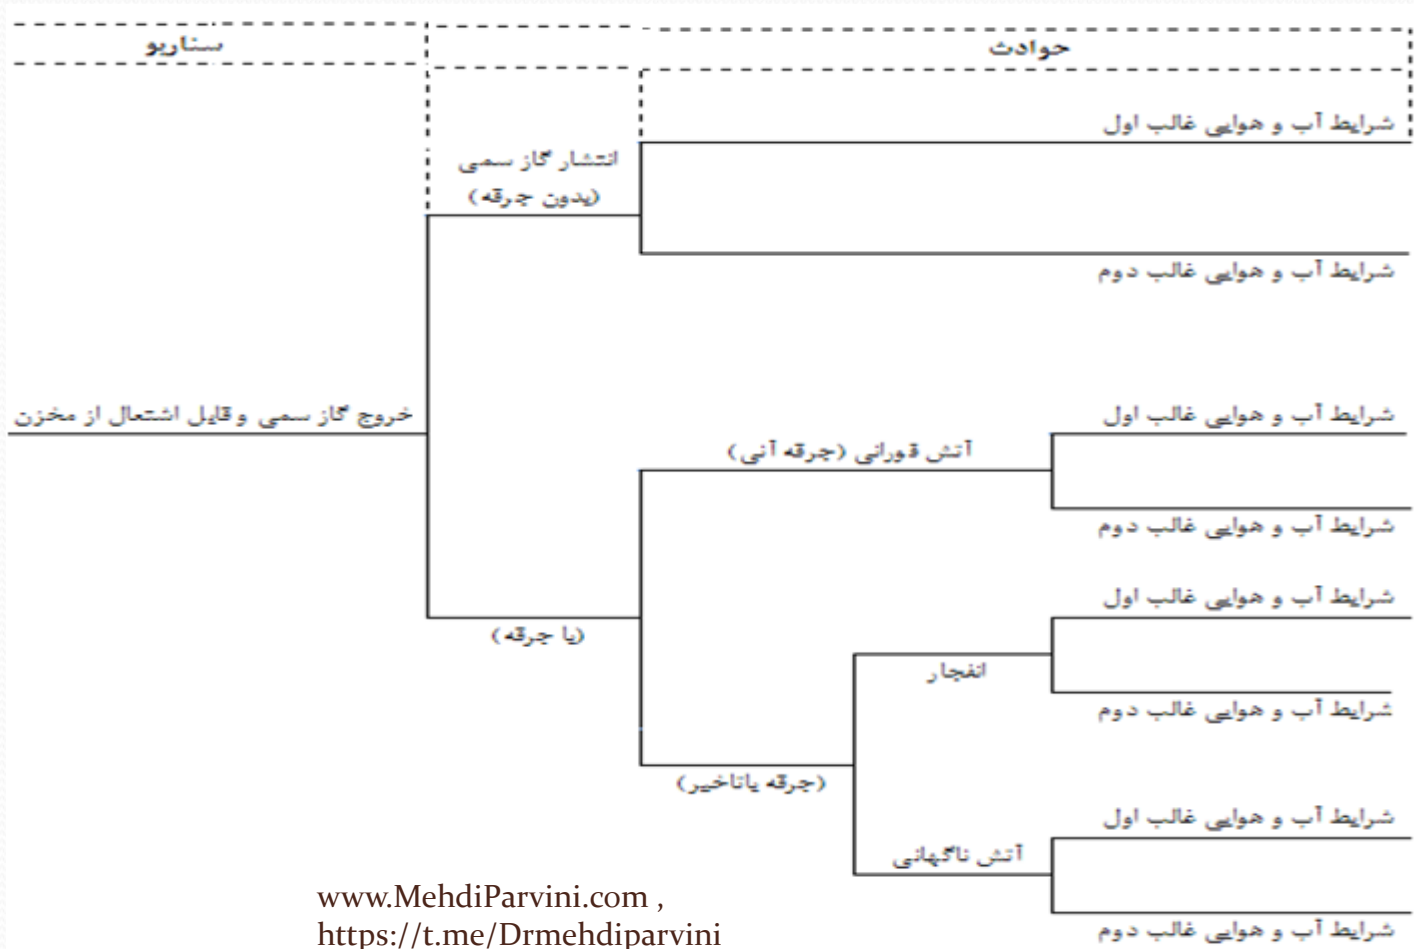 سناریو
حوادث
شرایط آب و هوایی غالب اول
انتشار گاز سمی
(بدون جرقه)
شرایط آب و هوایی غالب دوم
خروج گاز سمی و قابل اشتعال از مخزن
شرایط آب و هوایی غالب اول
آتش فورانی (جرقه آنی)
شرایط آب و هوایی غالب دوم
شرایط آب و هوایی غالب اول
(با جرقه)
انفجار
شرایط آب و هوایی غالب دوم
(جرقه باتاخیر)
شرایط آب و هوایی غالب اول
آتش ناگهانی
شرایط آب و هوایی غالب دوم
www.MehdiParvini.com ,
https://t.me/Drmehdiparvini